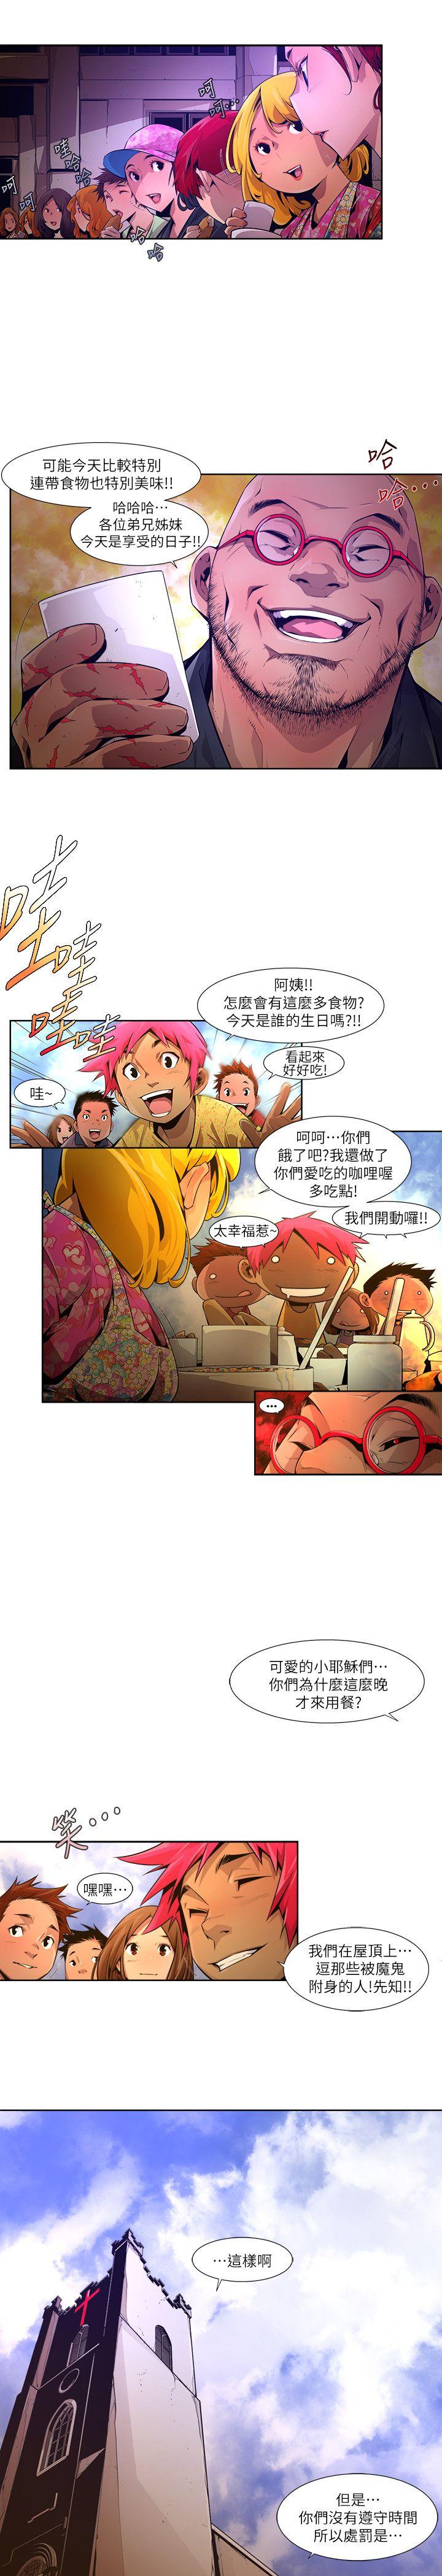 呵
呵…
哇
哈
哈
呵
呵
哈
哈
哈
哈…
可能今天比較特別
連帶食物也特別美味!!
哈哈哈…
各位弟兄姊妹
今天是享受的日子!!
哇
哇
哇
哇
阿姨!!
怎麼會有這麼多食物?
今天是誰的生日嗎?!!
看起來
好好吃!
哇~
呵呵…你們
餓了吧?我還做了
你們愛吃的咖哩喔
多吃點!
我們開動囉!!
太幸福惹~
…
可愛的小耶穌們…
你們為什麼這麼晚
才來用餐?
笑…
嘿嘿…
我們在屋頂上…
逗那些被魔鬼
附身的人!先知!!
…這樣啊
但是…
你們沒有遵守時間
所以處罰是…